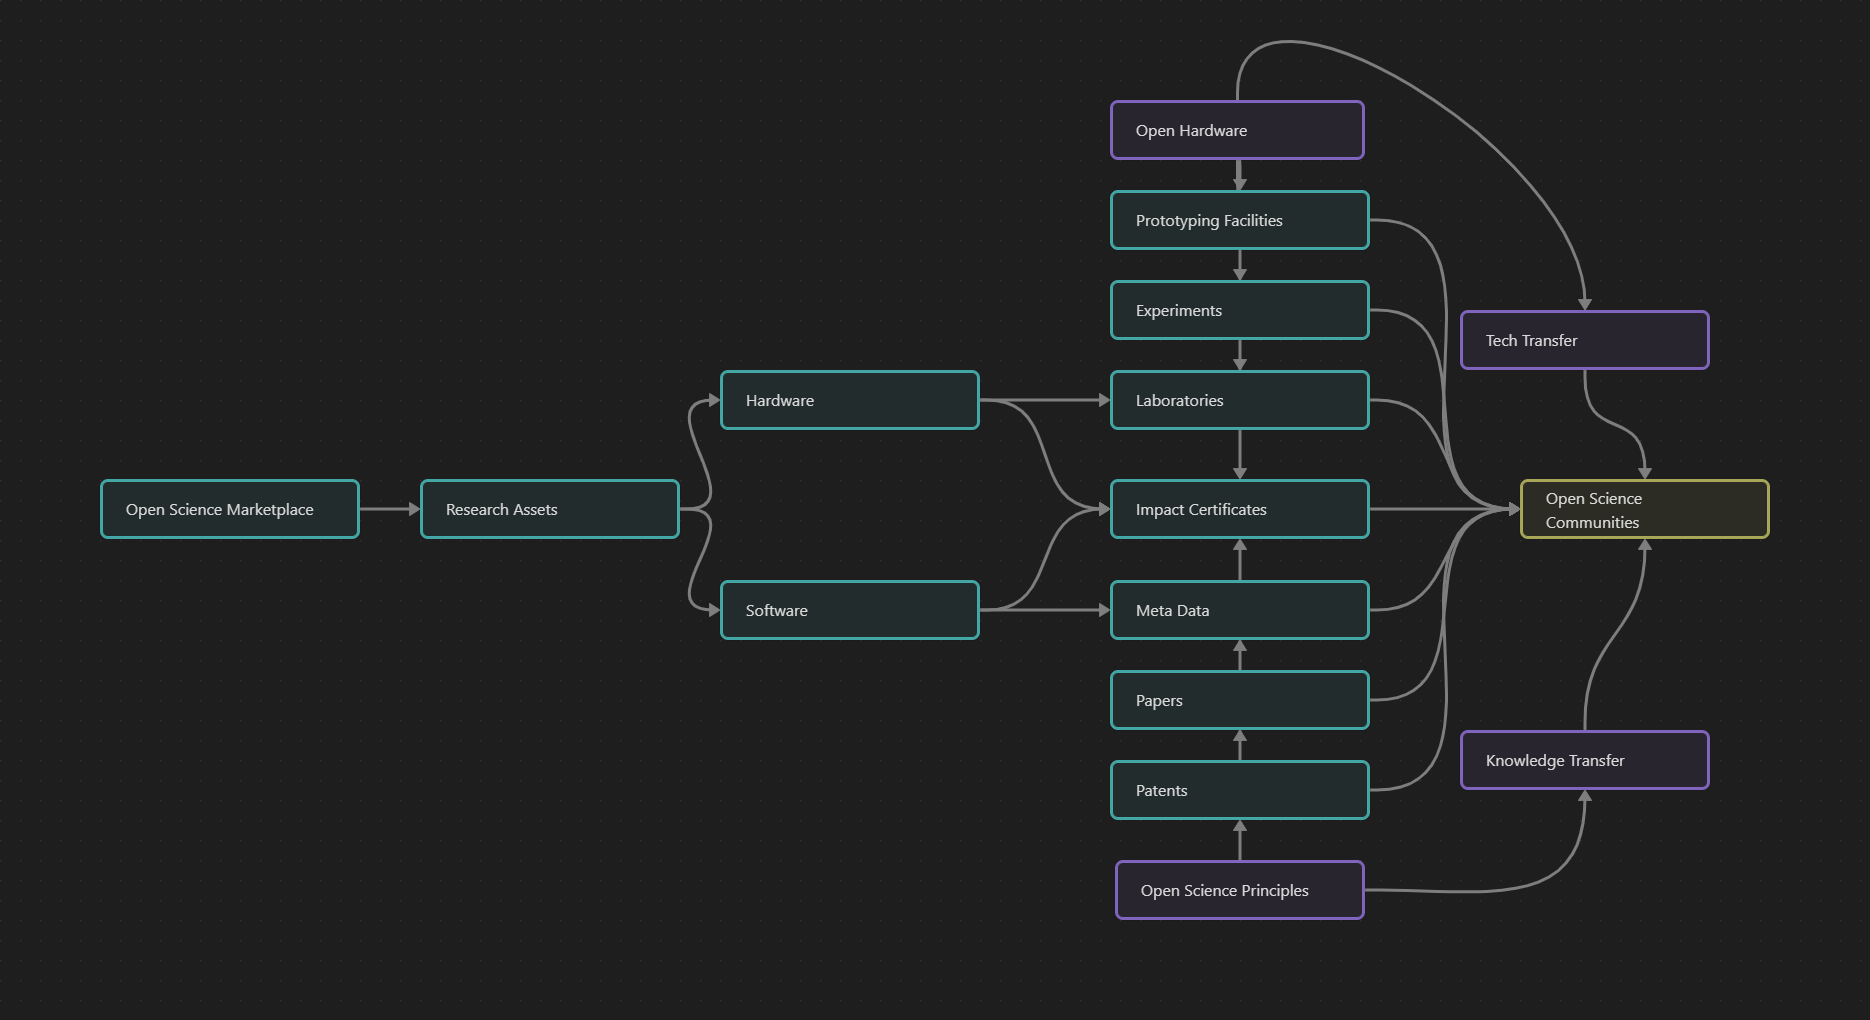 Open Hardware
Prototyping Facilities
Experiments
Tech Transfer
Hardware
Laboratories
Open Science Marketplace
Research Assets
Impact Certificates
Open Science
Communities
Software
Meta Data
Papers
Knowledge Transfer
Patents
Open Science Principles